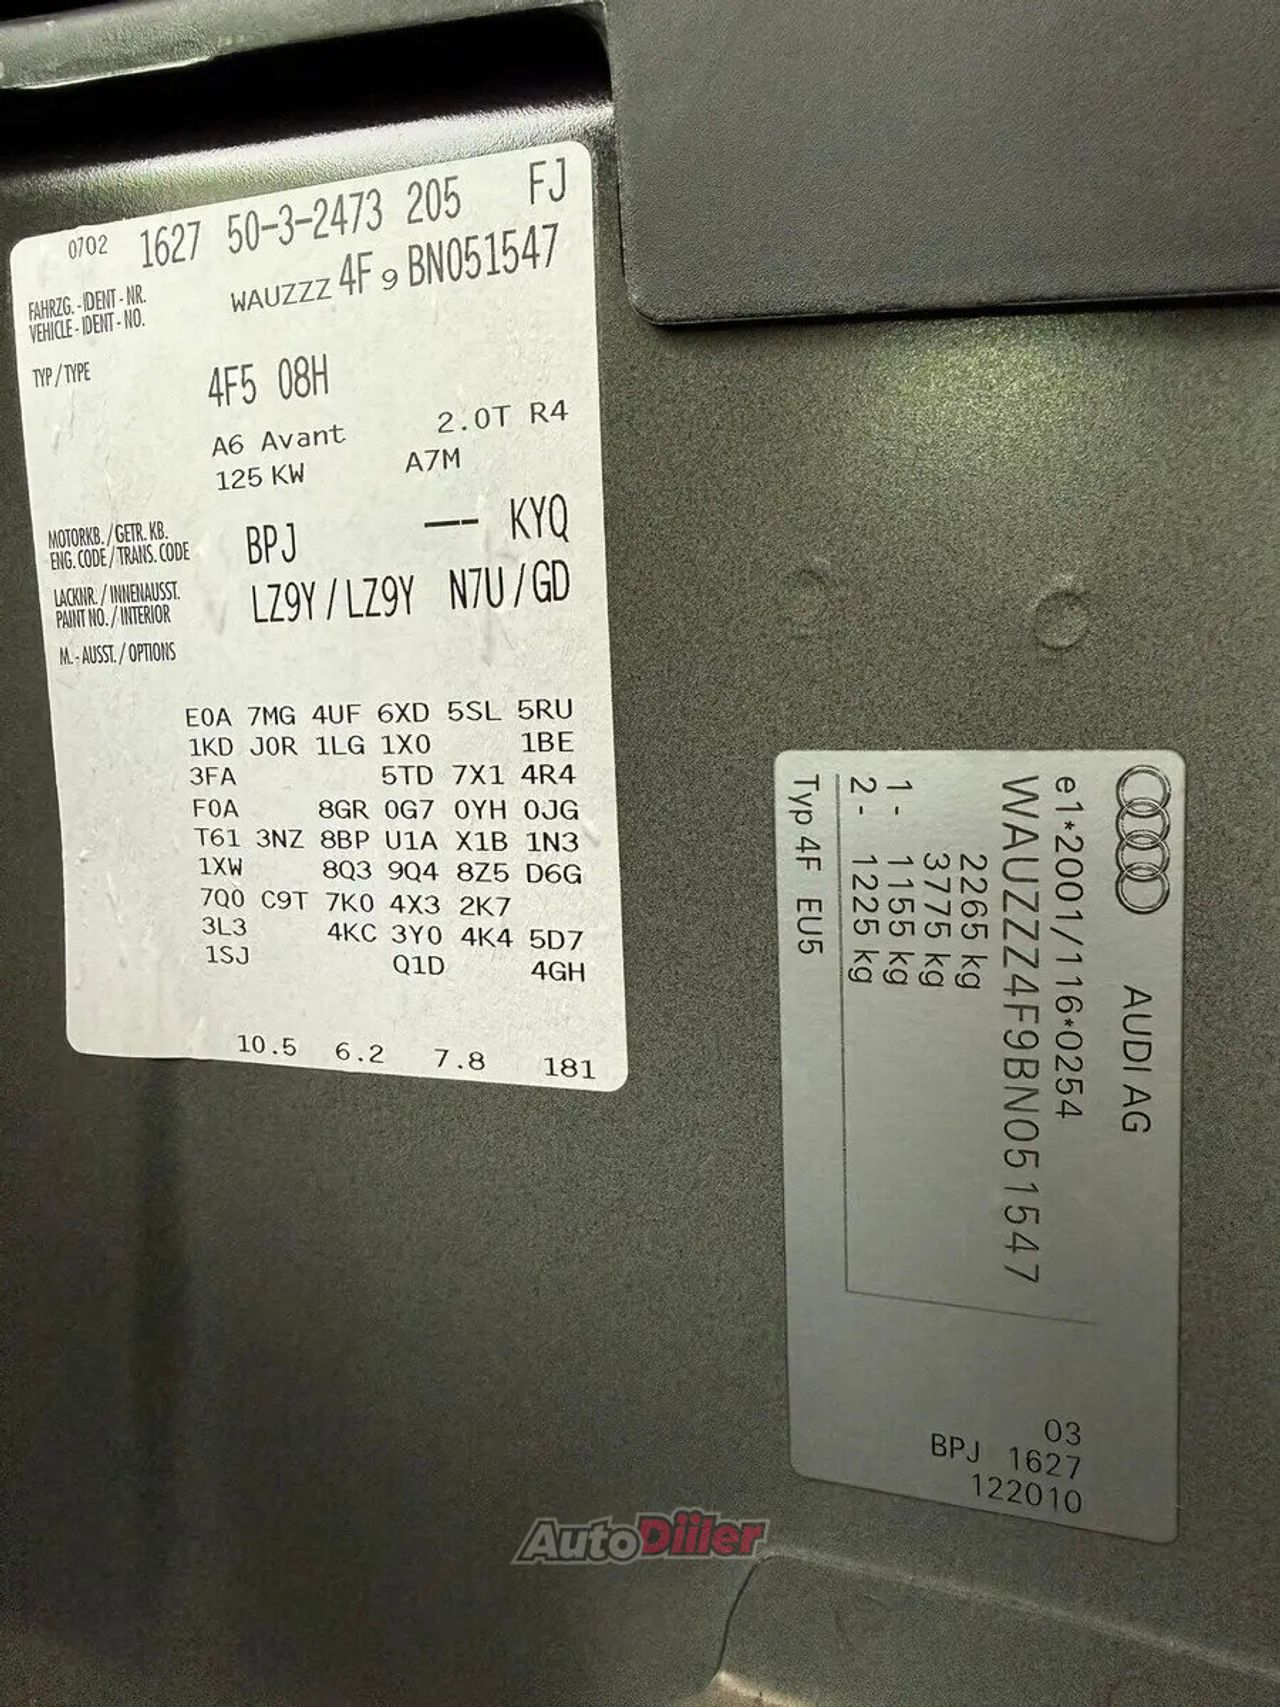 0702 1627 50-3-2473 205 FJ
FAHRZG.-IDENT-NR.
VEHICLE-IDENT-NO.
WAUZZZ 4F 9 BN051547
TYP/TYPE
4F5 08H
A6 Avant 2.0T R4
125 KW A7M
MOTORKB./GETR.KB.
ENG.CODE/TRANS.CODE
BPJ -- KYQ
LACKNR./INNENAUSST.
PAINT NO./INTERIOR
LZ9Y/LZ9Y N7U/GD
M.-AUSST./OPTIONS
E0A 7MG 4UF 6XD 5SL 5RU
1KD J0R 1LG 1X0 1BE
3FA 5TD 7X1 4R4
F0A 8GR 0G7 0YH 0JG
T61 3NZ 8BP U1A X1B 1N3
1XW 8Q3 9Q4 8Z5 D6G
7Q0 C9T 7K0 4X3 2K7
3L3 4KC 3Y0 4K4 5D7
1SJ Q1D 4GH
10.5 6.2 7.8 181
AUDI AG
e1*2001/116*0254
WAUZZZ4F9BN051547
2265 kg
3775 kg
1- 1155 kg
2- 1225 kg
Typ 4F EU5
03
BPJ 1627
122010
AutoDiiler